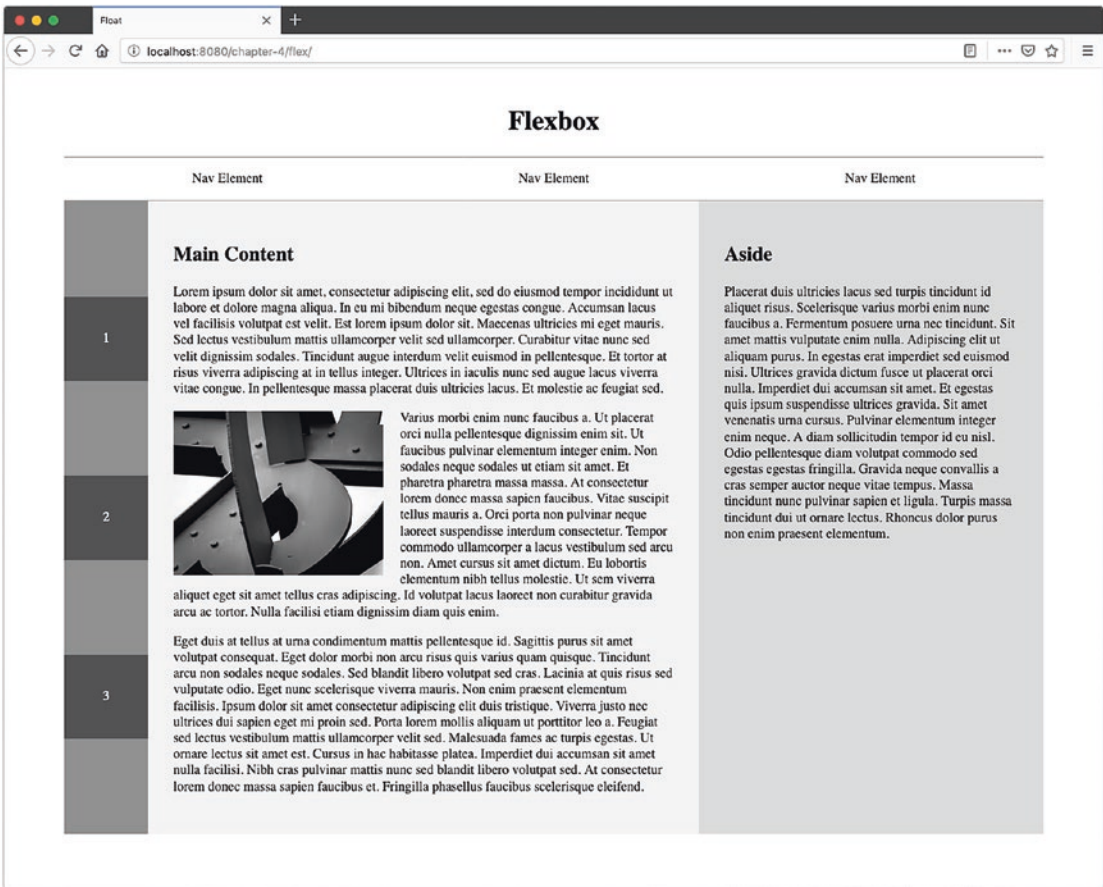 Float
localhost:8080/chapter-4/flex/
Flexbox
Nav Element Nav Element Nav Element
1
2
3
Main Content
Lorem ipsum dolor sit amet, consectetur adipiscing elit, sed do eiusmod tempor incididunt ut
labore et dolore magna aliqua. In eu mi bibendum neque egestas congue. Accumsan lacus
vel facilisis volutpat est velit. Est lorem ipsum dolor sit. Maecenas ultricies mi eget mauris.
Sed lectus vestibulum mattis ullamcorper velit sed ullamcorper. Curabitur vitae nunc sed
velit dignissim sodales. Tincidunt augue interdum velit euismod in pellentesque. Et tortor at
risus viverra adipiscing at in tellus integer. Ultrices in iaculis nunc sed augue lacus viverra
vitae congue. In pellentesque massa placerat duis ultricies lacus. Et molestie ac feugiat sed.
Varius morbi enim nunc faucibus a. Ut placerat
orci nulla pellentesque dignissim enim sit. Ut
faucibus pulvinar elementum integer enim. Non
sodales neque sodales ut etiam sit amet. Et
pharetra pharetra massa massa. At consectetur
lorem donec massa sapien faucibus. Vitae suscipit
tellus mauris a. Orci porta non pulvinar neque
laoreet suspendisse interdum consectetur. Tempor
commodo ullamcorper a lacus vestibulum sed arcu
non. Amet cursus sit amet dictum. Eu lobortis
elementum nibh tellus molestie. Ut sem viverra
aliquet eget sit amet tellus cras adipiscing. Id volutpat lacus laoreet non curabitur gravida
arcu ac tortor. Nulla facilisi etiam dignissim diam quis enim.
Eget duis at tellus at urna condimentum mattis pellentesque id. Sagittis purus sit amet
volutpat consequat. Eget dolor morbi non arcu risus quis varius quam quisque. Tincidunt
arcu non sodales neque sodales. Sed blandit libero volutpat sed cras. Lacinia at quis risus sed
vulputate odio. Eget nunc scelerisque viverra mauris. Non enim praesent elementum
facilisis. Ipsum dolor sit amet consectetur adipiscing elit duis tristique. Viverra justo nec
ultrices dui sapien eget mi proin sed. Porta lorem mollis aliquam ut porttitor leo a. Feugiat
sed lectus vestibulum mattis ullamcorper velit sed. Malesuada fames ac turpis egestas. Ut
ornare lectus sit amet est. Cursus in hac habitasse platea. Imperdiet dui accumsan sit amet
nulla facilisi. Nibh cras pulvinar mattis nunc sed blandit libero volutpat sed. At consectetur
lorem donec massa sapien faucibus et. Fringilla phasellus faucibus scelerisque eleifend.
Aside
Placerat duis ultricies lacus sed turpis tincidunt id
aliquet risus. Scelerisque varius morbi enim nunc
faucibus a. Fermentum posuere urna nec tincidunt. Sit
amet mattis vulputate enim nulla. Adipiscing elit ut
aliquam purus. In egestas erat imperdiet sed euismod
nisi. Ultrices gravida dictum fusce ut placerat orci
nulla. Imperdiet dui accumsan sit amet. Et egestas
quis ipsum suspendisse ultrices gravida. Sit amet
venenatis urna cursus. Pulvinar elementum integer
enim neque. A diam sollicitudin tempor id eu nisl.
Odio pellentesque diam volutpat commodo sed
egestas egestas fringilla. Gravida neque convallis a
cras semper auctor neque vitae tempus. Massa
tincidunt nunc pulvinar sapien et ligula. Turpis massa
tincidunt dui ut ornare lectus. Rhoncus dolor purus
non enim praesent elementum.